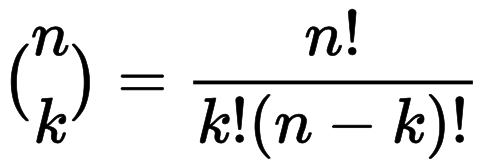 (n k) = n! / k!(n − k)!